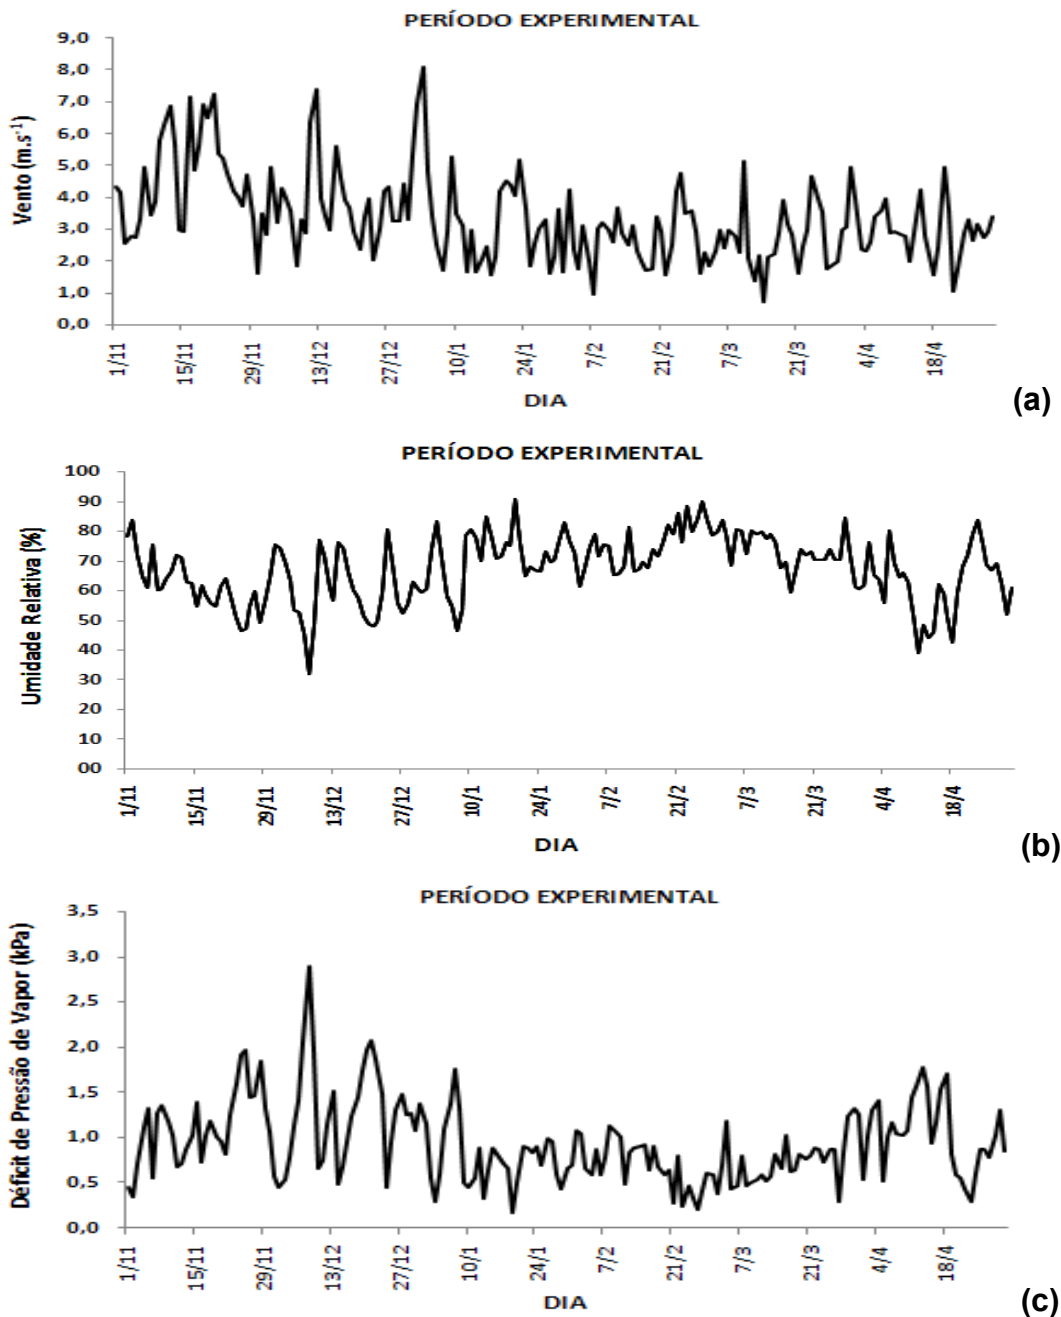 PERÍODO EXPERIMENTAL
Vento (m.s-1)
9,0
8,0
7,0
6,0
5,0
4,0
3,0
2,0
1,0
0,0
1/11 15/11 29/11 13/12 27/12 10/1 24/1 7/2 21/2 7/3 21/3 4/4 18/4
DIA
(a)
PERÍODO EXPERIMENTAL
Umidade Relativa (%)
100
90
80
70
60
50
40
30
20
10
00
1/11 15/11 29/11 13/12 27/12 10/1 24/1 7/2 21/2 7/3 21/3 4/4 18/4
DIA
(b)
PERÍODO EXPERIMENTAL
Déficit de Pressão de Vapor (kPa)
3,5
3,0
2,5
2,0
1,5
1,0
0,5
0,0
1/11 15/11 29/11 13/12 27/12 10/1 24/1 7/2 21/2 7/3 21/3 4/4 18/4
DIA
(c)